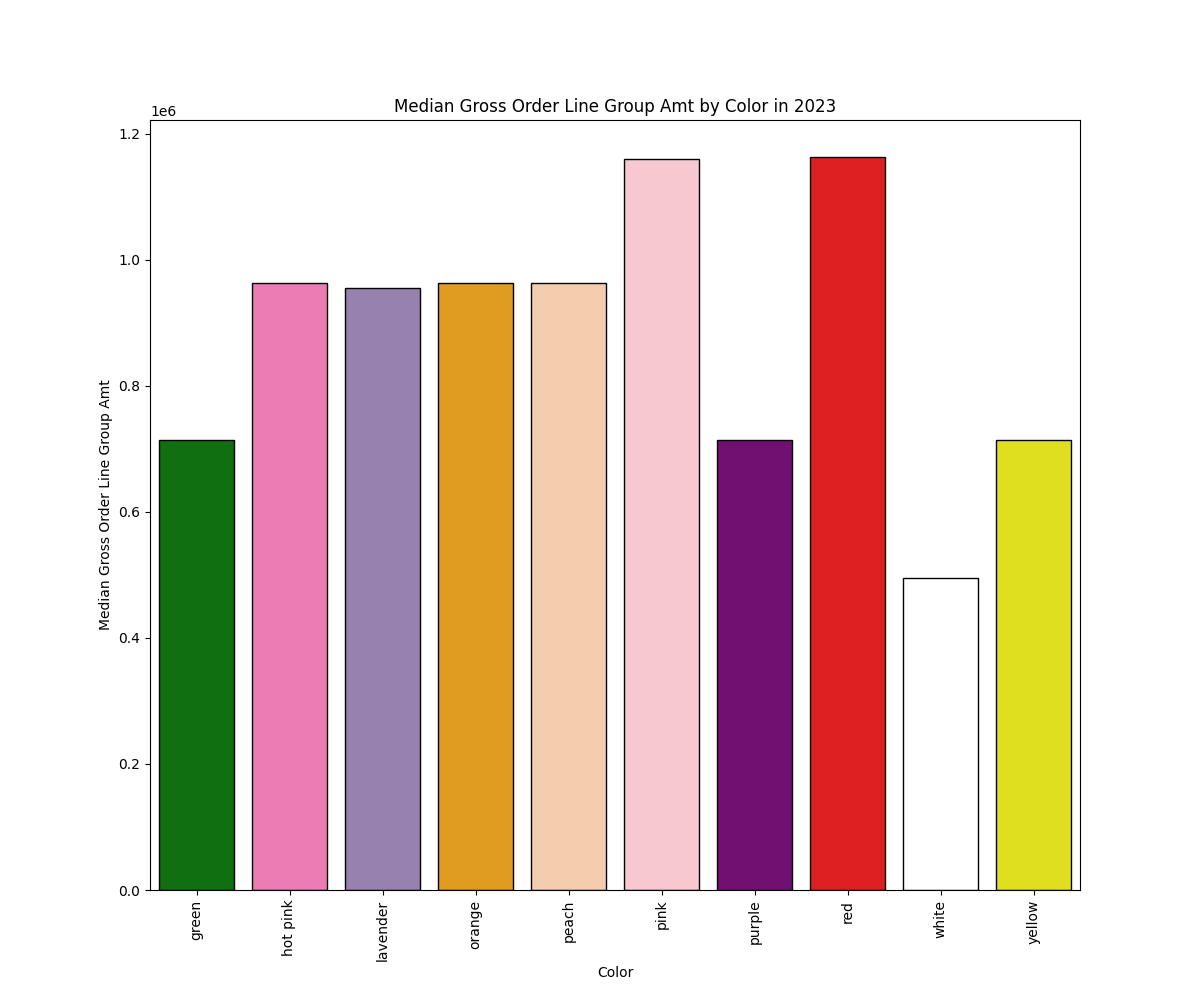 Median Gross Order Line Group Amt by Color in 2023
1e6
1.2
1.0
0.8
0.6
0.4
0.2
0.0
Median Gross Order Line Group Amt
green
hot pink
lavender
orange
peach
pink
purple
red
white
yellow
Color